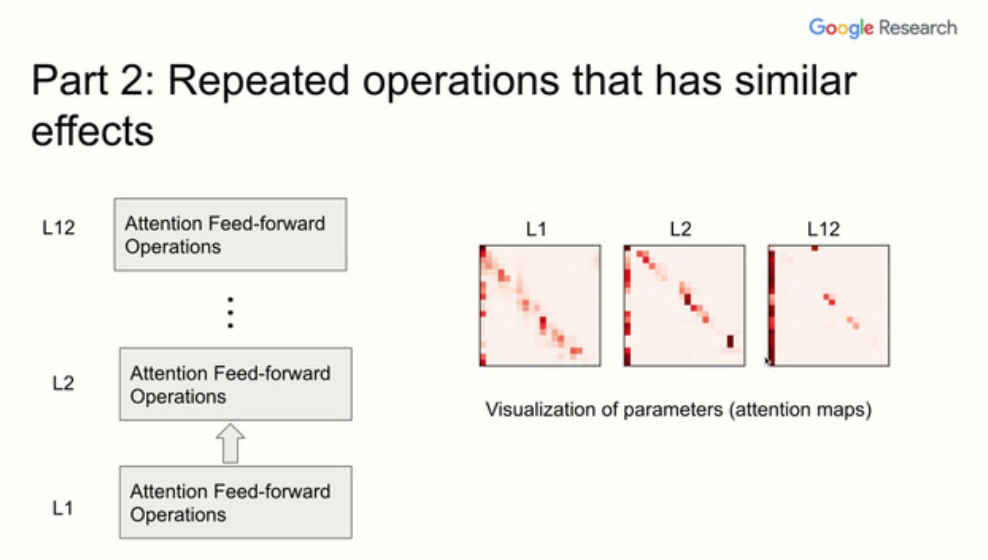 Google Research
Part 2: Repeated operations that has similar
effects
L12
Attention Feed-forward
Operations
L2
Attention Feed-forward
Operations
L1
Attention Feed-forward
Operations
L1
L2
L12
Visualization of parameters (attention maps)